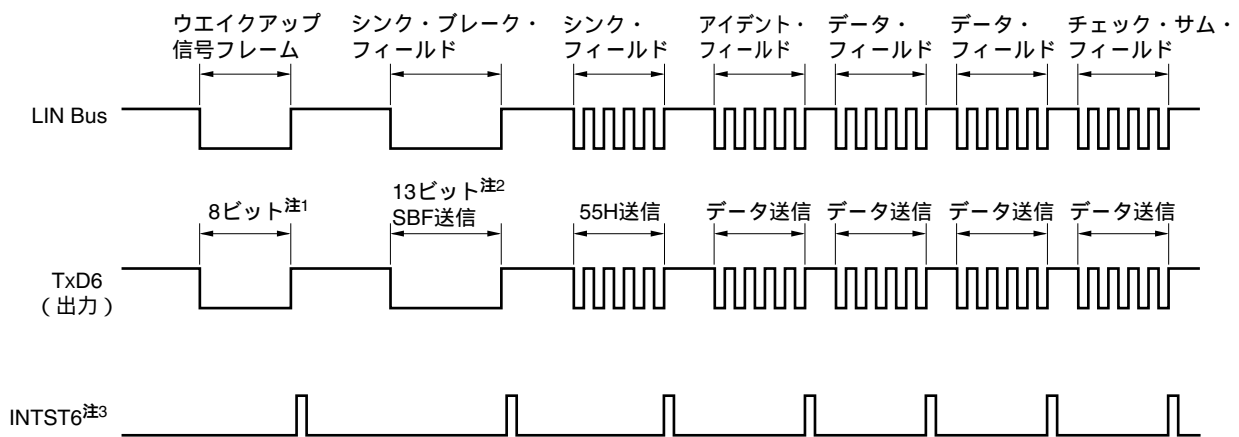 ウエイクアップ
信号フレーム
シンク・ブレーク・
フィールド
シンク・
フィールド
アイデント・
フィールド
データ・
フィールド
データ・
フィールド
チェック・サム・
フィールド
LIN Bus
8ビット注1
13ビット注2
SBF送信
55H送信
データ送信
データ送信
データ送信
データ送信
TxD6
(出力)
INTST6注3